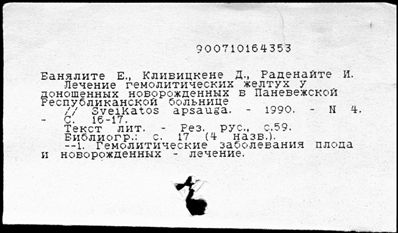 900710164353
Банялите Е., Кливицкене Д., Раденайте И.
Лечение гемолитических желтух у
доношенных новорожденных в Паневежской
Республиканской больнице
// Sveikatos apsauga. - 1990. - N 4.
- С. 16-17.
Текст лит. - Рез. рус., с.59.
Библиогр.: с. 17 (4 назв.).
--1. Гемолитические заболевания плода
и новорожденных - лечение.